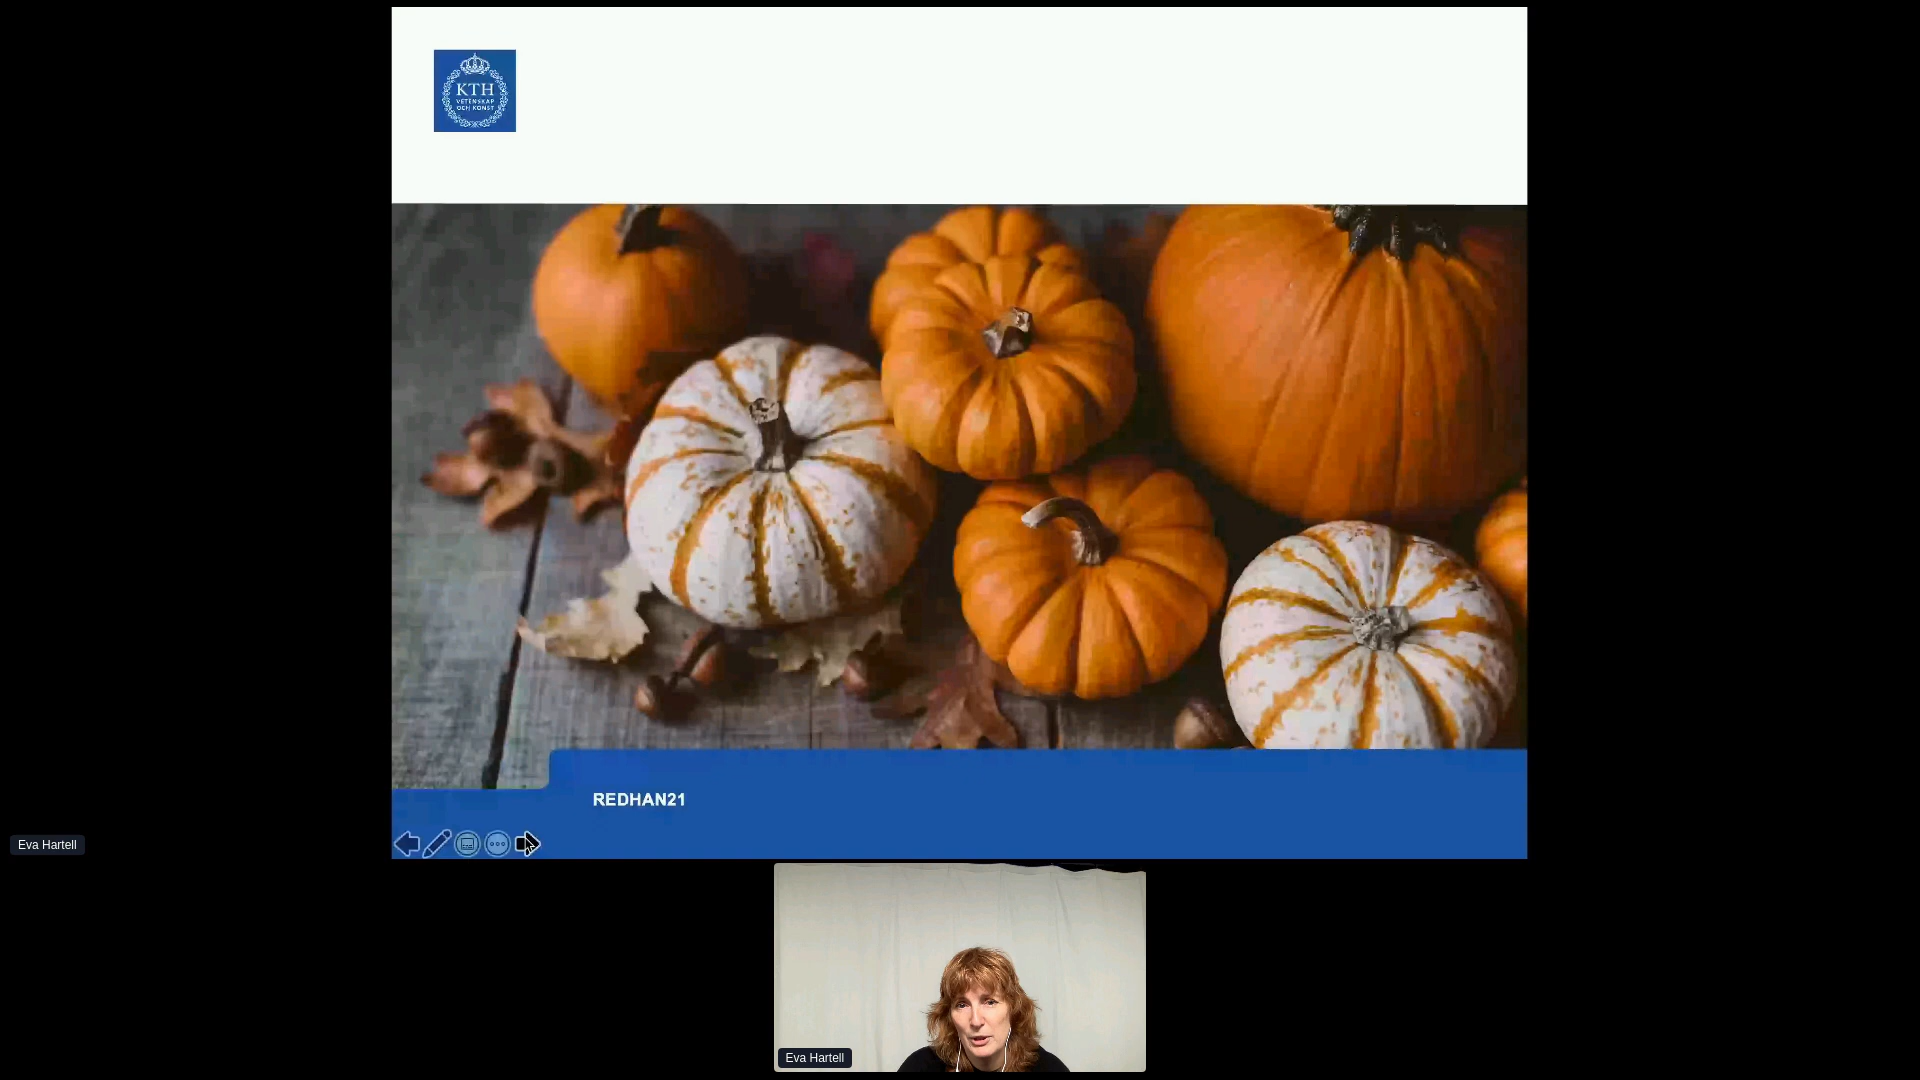 KTH
VETENSKAP
OCH KONST
REDHAN21
Eva Hartell
Eva Hartell